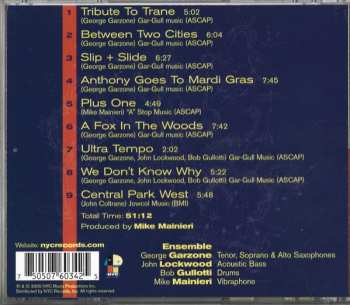 1 Tribute To Trane 5:02
(George Garzone) Gar-Gull music (ASCAP)
2 Between Two Cities 6:04
(George Garzone) Gar-Gull music (ASCAP)
3 Slip + Slide 6:27
(George Garzone) Gar-Gull music (ASCAP)
4 Anthony Goes To Mardi Gras 7:45
(George Garzone) Gar-Gull music (ASCAP)
5 Plus One 4:49
(Mike Mainieri) "A" Stop Music (ASCAP)
6 A Fox In The Woods 7:42
(George Garzone) Gar-Gull music (ASCAP)
7 Ultra Tempo 2:02
(George Garzone, John Lockwood, Bob Gullotti) Gar-Gull Music (ASCAP)
8 We Don't Know Why 5:22
(George Garzone, John Lockwood, Bob Gullotti) Gar-Gull Music (ASCAP)
9 Central Park West 5:48
(John Coltrane) Jowcol Music (BMI)
Total Time: 51:12
Produced by Mike Mainieri
Website: nycrecords.com
7 50507 60342 5
NYC
Ensemble
George Garzone Tenor, Soprano & Alto Saxophones
John Lockwood Acoustic Bass
Bob Gullotti Drums
Mike Mainieri Vibraphone